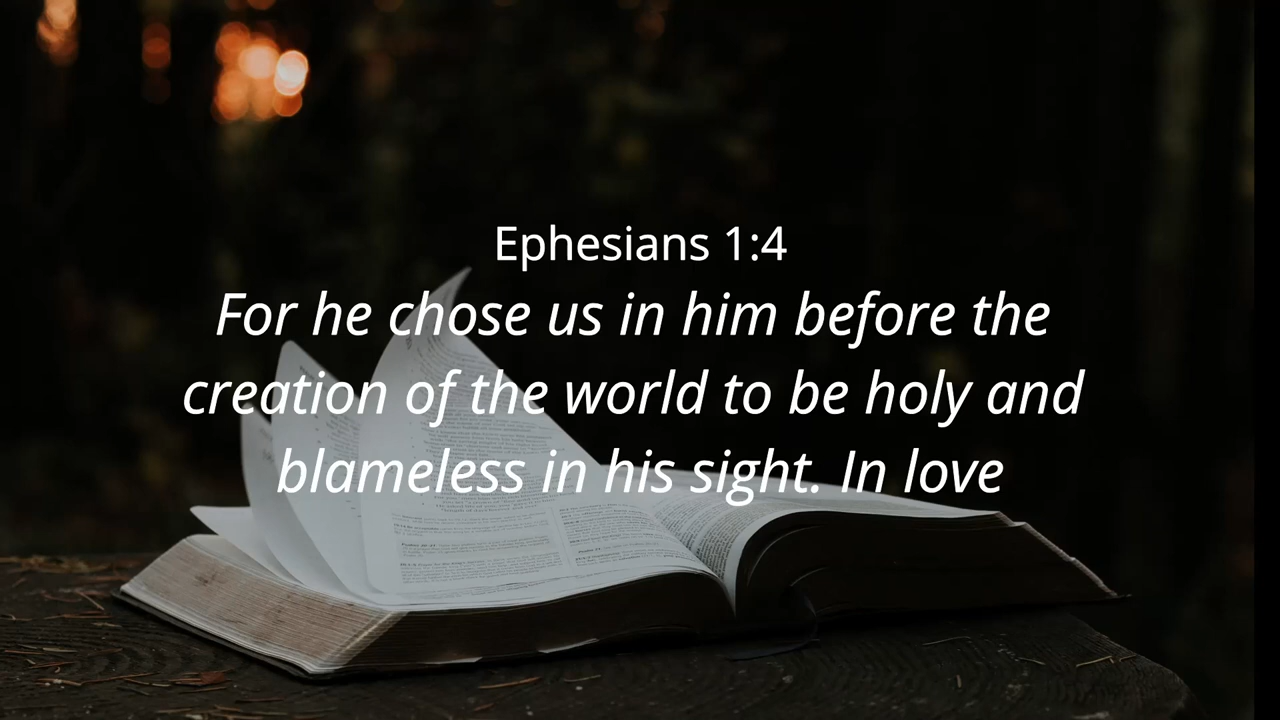 Ephesians 1:4
For he chose us in him before the
creation of the world to be holy and
blameless in his sight. In love